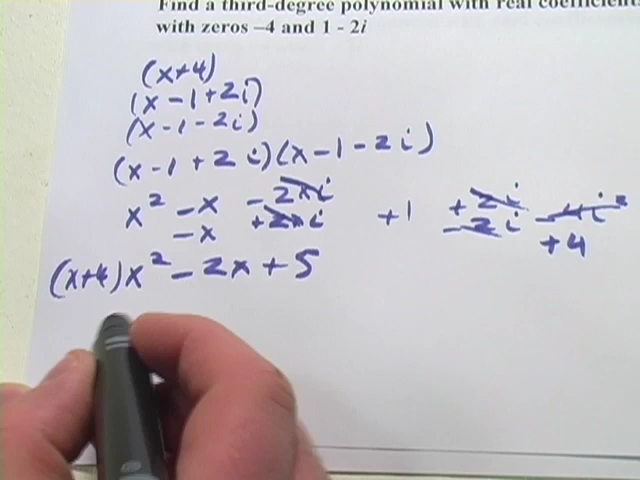 Find a third-degree polynomial with real coefficients
with zeros –4 and 1 - 2i
(x+4)
(x - 1 + 2i)
(x - 1 - 2i)
(x - 1 + 2i)(x - 1 - 2i)
x² - x - 2xi +1 + 2i - 4i²
- x + 2xi - 2i + 4
(x+4)x² - 2x + 5